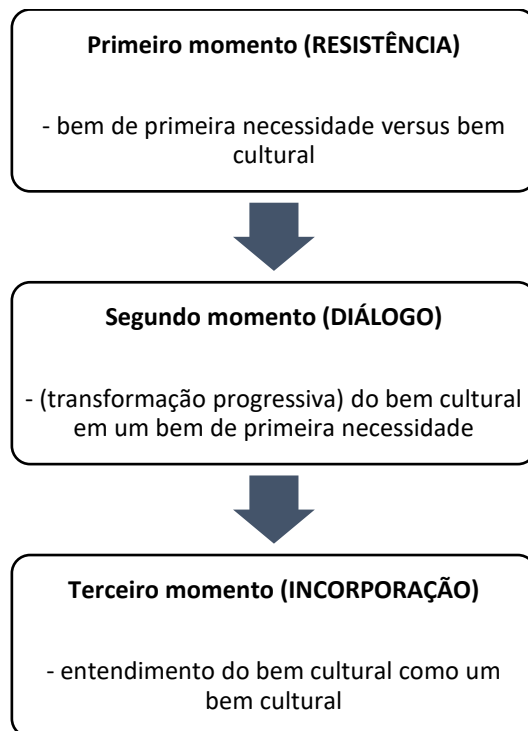 Primeiro momento (RESISTÊNCIA)
- bem de primeira necessidade versus bem
cultural
Segundo momento (DIÁLOGO)
- (transformação progressiva) do bem cultural
em um bem de primeira necessidade
Terceiro momento (INCORPORAÇÃO)
- entendimento do bem cultural como um
bem cultural